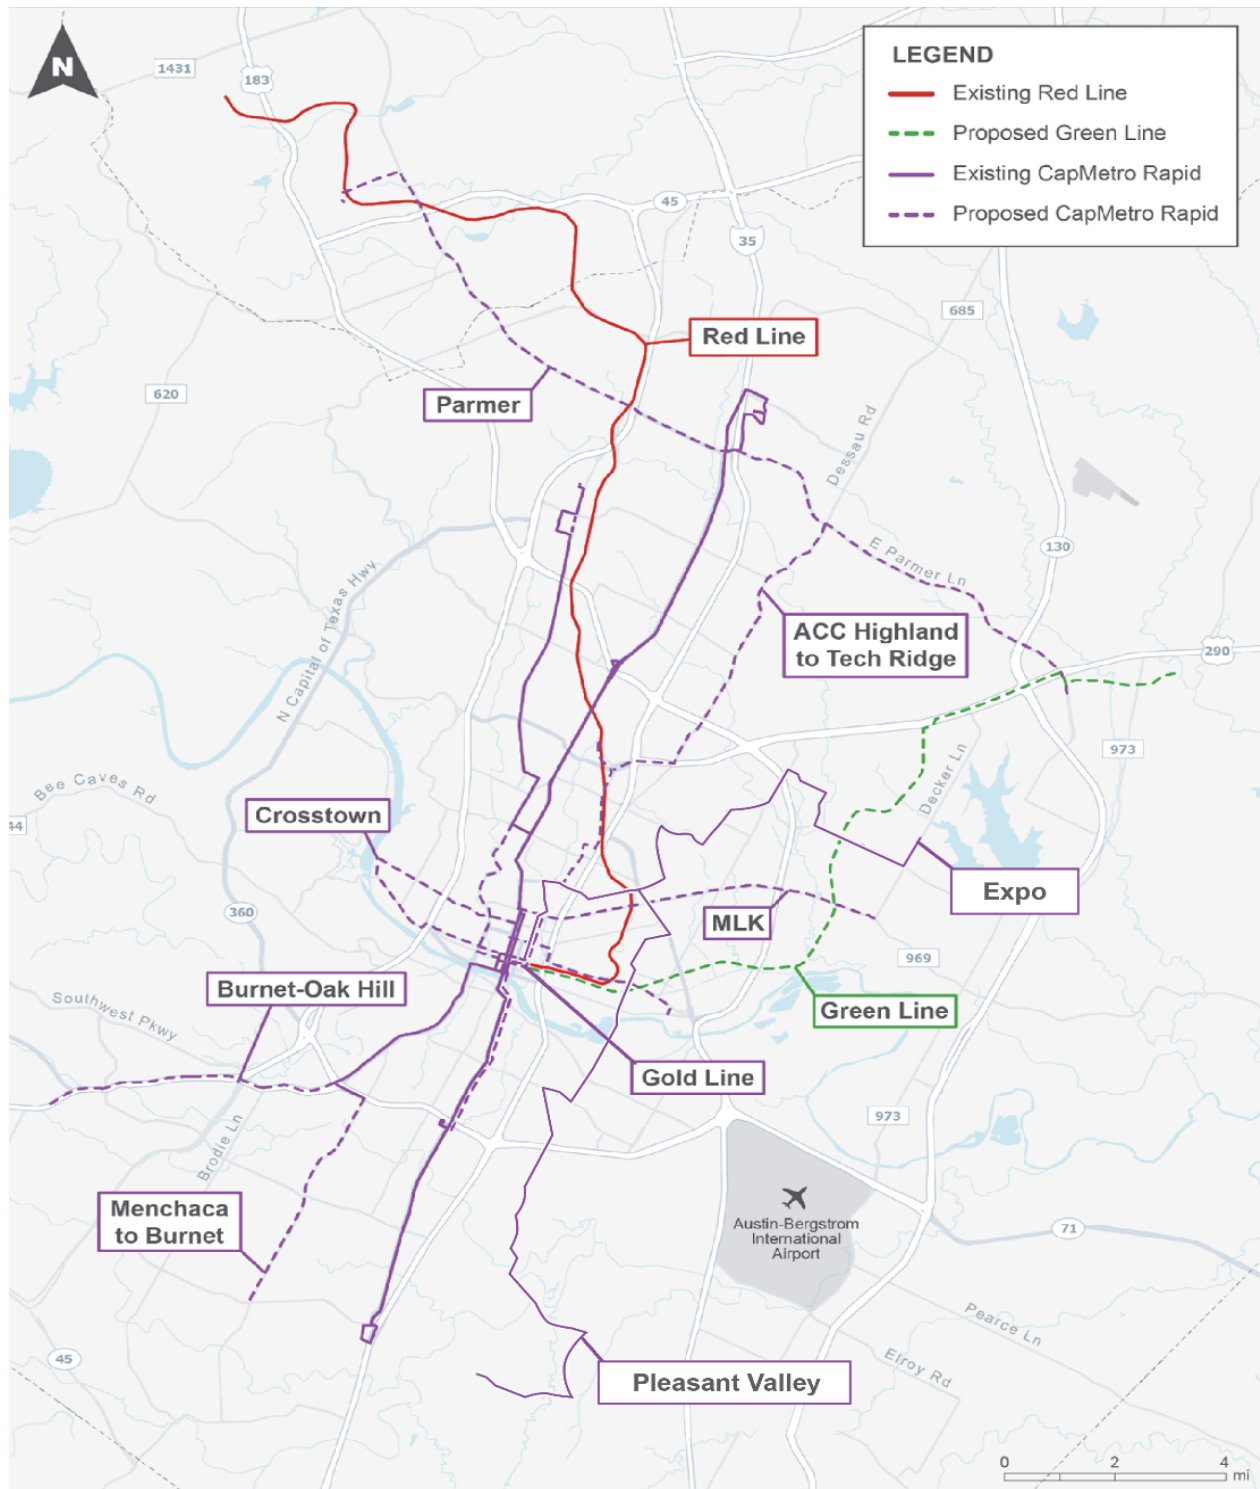 N
1431
183
LEGEND
Existing Red Line
Proposed Green Line
Existing CapMetro Rapid
Proposed CapMetro Rapid
45
35
685
Red Line
620
Parmer
Dessau Rd
E Parmer Ln
130
N Capital of Texas Hwy
ACC Highland
to Tech Ridge
290
973
Bee Caves Rd
Decker Ln
44
Crosstown
Expo
360
MLK
969
Burnet-Oak Hill
Southwest Pkwy
Green Line
Gold Line
973
Brodie Ln
Menchaca
to Burnet
Austin-Bergstrom
International
Airport
71
Pearce Ln
45
Elroy Rd
Pleasant Valley
0 2 4
mi